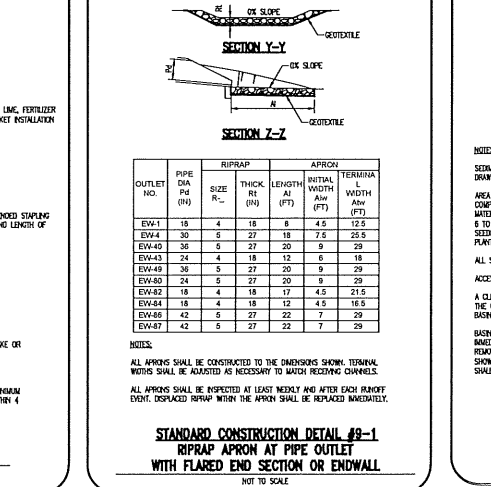 LIME, FERTILIZER
KET INSTALLATION
NDED STAPLING
ND LENGTH OF
KE OR
NIMUM
THIN 4
0% SLOPE
GEOTEXTILE
SECTION Y-Y
Pd
0% SLOPE
Al
GEOTEXTILE
SECTION Z-Z
RIPRAP APRON
OUTLET NO. PIPE DIA Pd (IN) SIZE R-_ THICK. Rt (IN) LENGTH Al (FT) INITIAL WIDTH Aiw (FT) TERMINAL WIDTH Atw (FT)
EW-1 18 4 18 8 4.5 12.5
EW-4 30 5 27 18 7.5 25.5
EW-40 36 5 27 20 9 29
EW-43 24 4 18 12 6 18
EW-49 36 5 27 20 9 29
EW-80 24 5 27 20 9 29
EW-82 18 4 18 17 4.5 21.5
EW-84 18 4 18 12 4.5 16.5
EW-86 42 5 27 22 7 29
EW-87 42 5 27 22 7 29
NOTES:
ALL APRONS SHALL BE CONSTRUCTED TO THE DIMENSIONS SHOWN. TERMINAL
WIDTHS SHALL BE ADJUSTED AS NECESSARY TO MATCH RECEIVING CHANNELS.
ALL APRONS SHALL BE INSPECTED AT LEAST WEEKLY AND AFTER EACH RUNOFF
EVENT. DISPLACED RIPRAP WITHIN THE APRON SHALL BE REPLACED IMMEDIATELY.
STANDARD CONSTRUCTION DETAIL #9-1
RIPRAP APRON AT PIPE OUTLET
WITH FLARED END SECTION OR ENDWALL
NOT TO SCALE
NOTE
SEDIM
DRAW
AREA
COMP
MATE
6 TO
SEED
PLANT
ALL S
ACCE
A CL
THE
BASIN
BASIN
IMMED
REMO
SHOW
SHALL